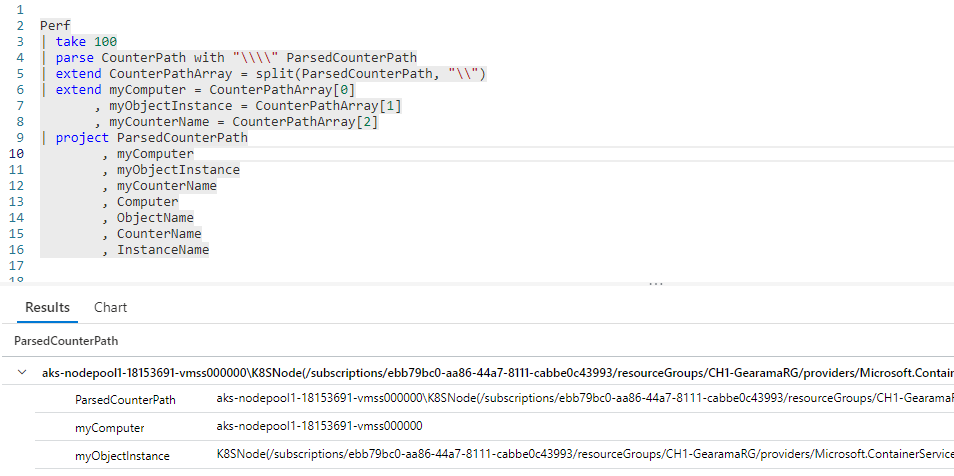 1
2 Perf
3 | take 100
4 | parse CounterPath with "\\\\" ParsedCounterPath
5 | extend CounterPathArray = split(ParsedCounterPath, "\\")
6 | extend myComputer = CounterPathArray[0]
7 , myObjectInstance = CounterPathArray[1]
8 , myCounterName = CounterPathArray[2]
9 | project ParsedCounterPath
10 , myComputer
11 , myObjectInstance
12 , myCounterName
13 , Computer
14 , ObjectName
15 , CounterName
16 , InstanceName
17
18
...
Results Chart
ParsedCounterPath
aks-nodepool1-18153691-vmss000000\K8SNode(/subscriptions/ebb79bc0-aa86-44a7-8111-cabbe0c43993/resourceGroups/CH1-GearamaRG/providers/Microsoft.Contain
ParsedCounterPath aks-nodepool1-18153691-vmss000000\K8SNode(/subscriptions/ebb79bc0-aa86-44a7-8111-cabbe0c43993/resourceGroups/CH1-GearamaR
myComputer aks-nodepool1-18153691-vmss000000
myObjectInstance K8SNode(/subscriptions/ebb79bc0-aa86-44a7-8111-cabbe0c43993/resourceGroups/CH1-GearamaRG/providers/Microsoft.ContainerService